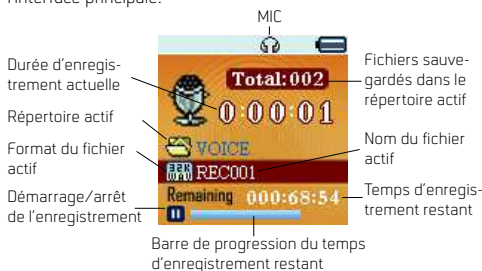 l'interface principale.
MIC
Durée d'enregis-
trement actuelle
Répertoire actif
Format du fichier
actif
Démarrage/arrêt
de l'enregistrement
Total:002
0:00:01
VOICE
REC001
Remaining 000:68:54
Fichiers sauve-
gardés dans le
répertoire actif
Nom du fichier
actif
Temps d'enregis-
trement restant
Barre de progression du temps
d'enregistrement restant